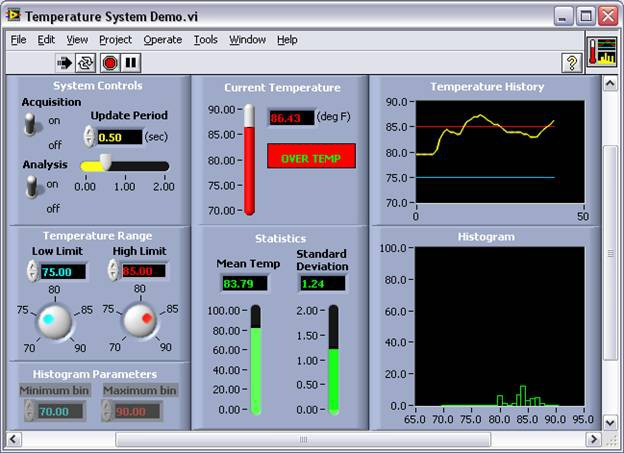 Temperature System Demo.vi
File Edit View Project Operate Tools Window Help
?
System Controls
Acquisition
on
off
Update Period
0.50 (sec)
0.00 1.00 2.00
Analysis
on
off
Temperature Range
Low Limit High Limit
75.00 85.00
80 80
75 85 75 85
70 90 70 90
Histogram Parameters
Minimum bin Maximum bin
70.00 90.00
Current Temperature
90.00
85.00
80.00
75.00
70.00
86.43 (deg F)
OVER TEMP
Statistics
Mean Temp
83.79
Standard
Deviation
1.24
100.00
80.00
60.00
40.00
20.00
0.00
2.00
1.50
1.00
0.50
0.00
Temperature History
90.0
85.0
80.0
75.0
70.0
0 50
Histogram
100.0
80.0
60.0
40.0
20.0
0.0
65.0 70.0 75.0 80.0 85.0 90.0 95.0